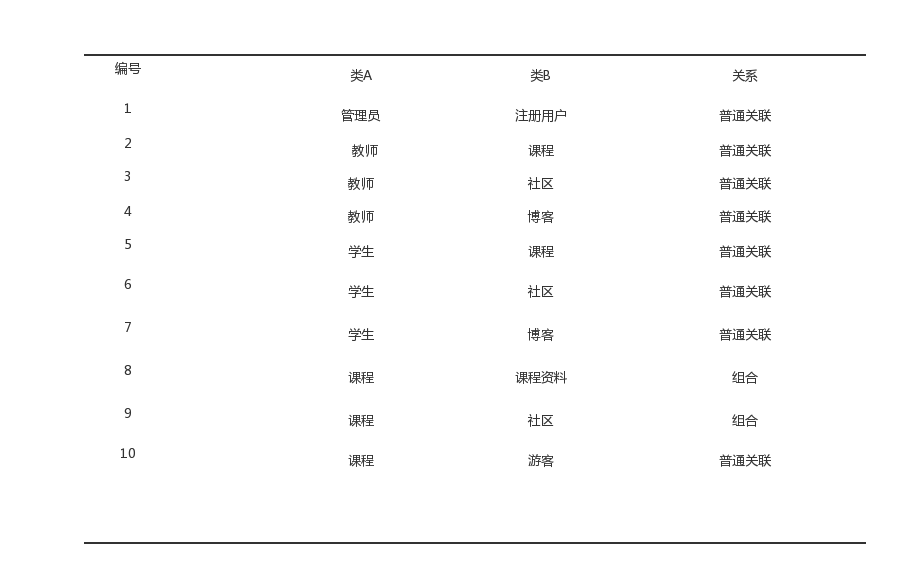 编号 类A 类B 关系
1 管理员 注册用户 普通关联
2 教师 课程 普通关联
3 教师 社区 普通关联
4 教师 博客 普通关联
5 学生 课程 普通关联
6 学生 社区 普通关联
7 学生 博客 普通关联
8 课程 课程资料 组合
9 课程 社区 组合
10 课程 游客 普通关联